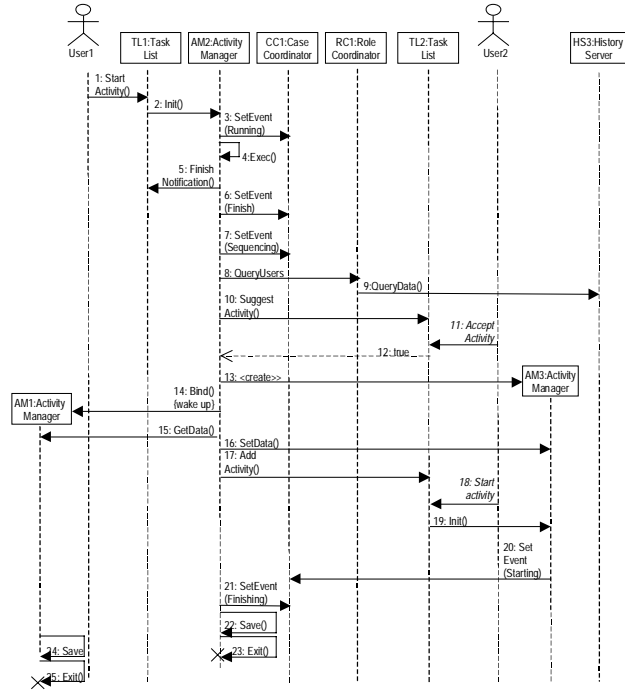 User1
TL1:Task
List
AM2:Activity
Manager
CC1:Case
Coordinator
RC1:Role
Coordinator
TL2:Task
List
User2
HS3:History
Server
1: Start
Activity()
2: Init()
3: SetEvent
(Running)
4:Exec()
5: Finish
Notification()
6: SetEvent
(Finish)
7: SetEvent
(Sequencing)
8: QueryUsers
9:QueryData()
10: Suggest
Activity()
11: Accept
Activity
12: true
13: <create>>
AM3:Activity
Manager
14: Bind()
{wake up}
AM1:Activity
Manager
15: GetData()
16: SetData()
17: Add
Activity()
18: Start
activity
19: Init()
20: Set
Event
(Starting)
21: SetEvent
(Finishing)
22: Save()
23: Exit()
24: Save
25: Exit()